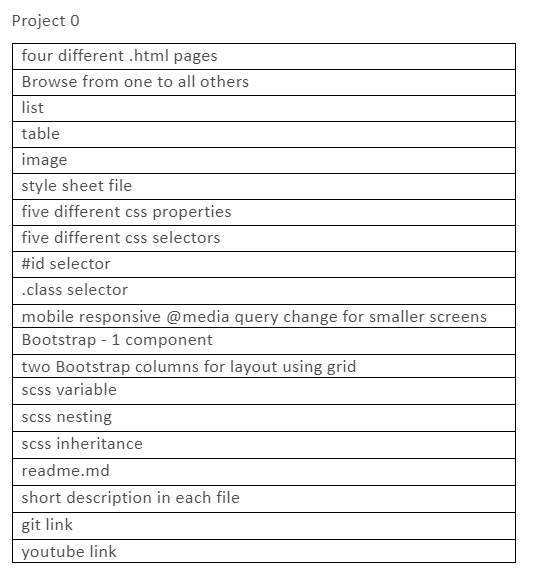 Project 0
four different .html pages
Browse from one to all others
list
table
image
style sheet file
five different css properties
five different css selectors
#id selector
.class selector
mobile responsive @media query change for smaller screens
Bootstrap - 1 component
two Bootstrap columns for layout using grid
scss variable
scss nesting
scss inheritance
readme.md
short description in each file
git link
youtube link